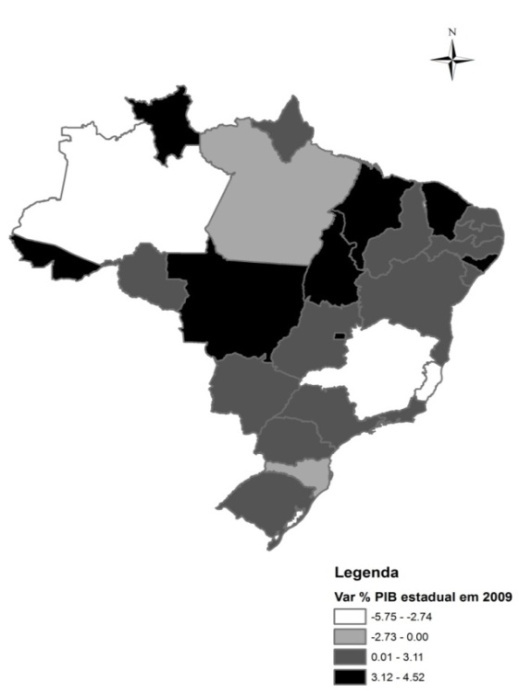 N
Legenda
Var % PIB estadual em 2009
-5.75 - -2.74
-2.73 - 0.00
0.01 - 3.11
3.12 - 4.52